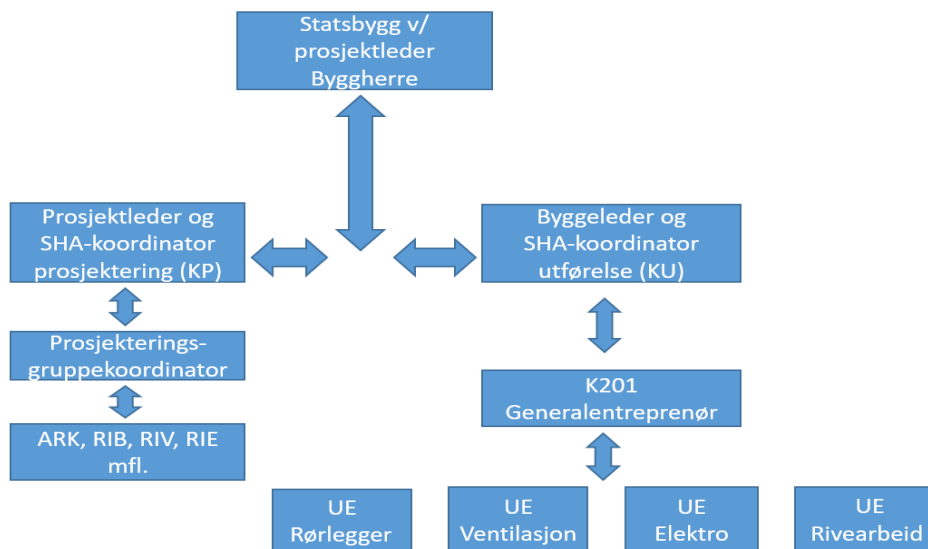 Statsbygg v/
prosjektleder
Byggherre
Prosjektleder og
SHA-koordinator
prosjektering (KP)
Byggeleder og
SHA-koordinator
utførelse (KU)
Prosjekterings-
gruppekoordinator
K201
Generalentreprenør
ARK, RIB, RIV, RIE
mfl.
UE
Rørlegger
UE
Ventilasjon
UE
Elektro
UE
Rivearbeid